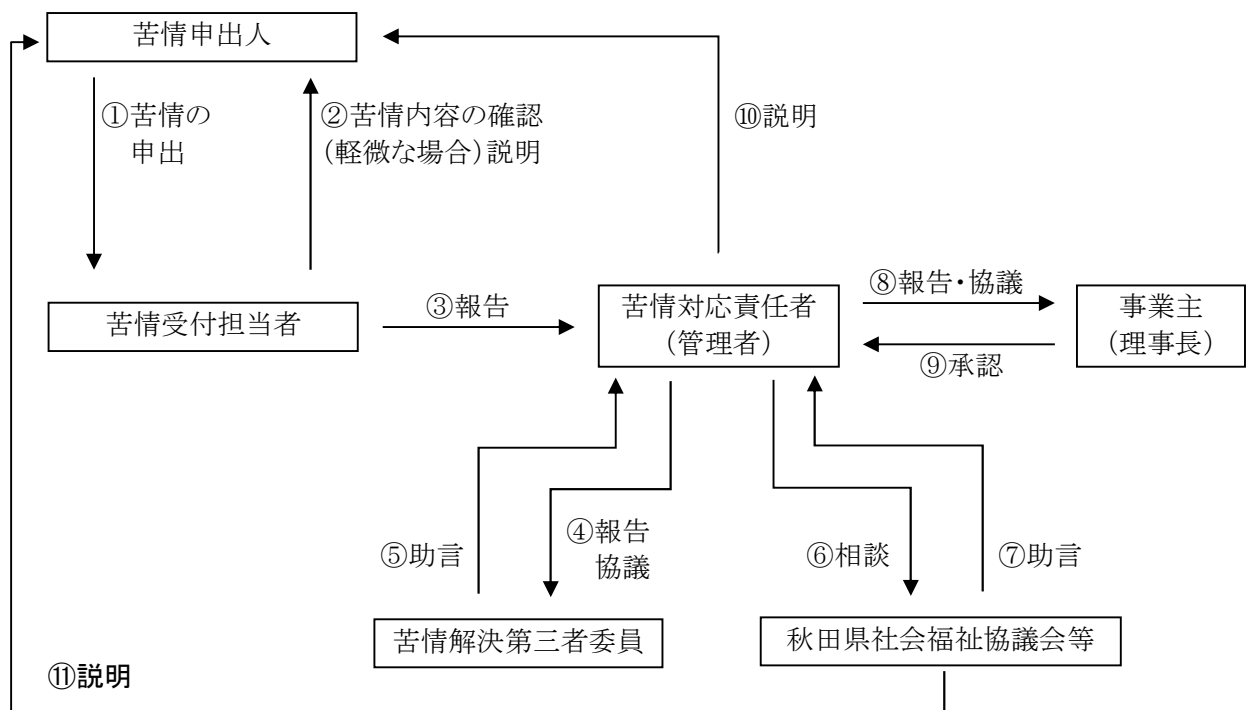 苦情申出人
①苦情の
申出
②苦情内容の確認
（軽微な場合）説明
⑩説明
苦情受付担当者
③報告
苦情対応責任者
（管理者）
⑧報告・協議
⑨承認
事業主
（理事長）
⑤助言
④報告
協議
⑥相談
⑦助言
苦情解決第三者委員
秋田県社会福祉協議会等
⑪説明